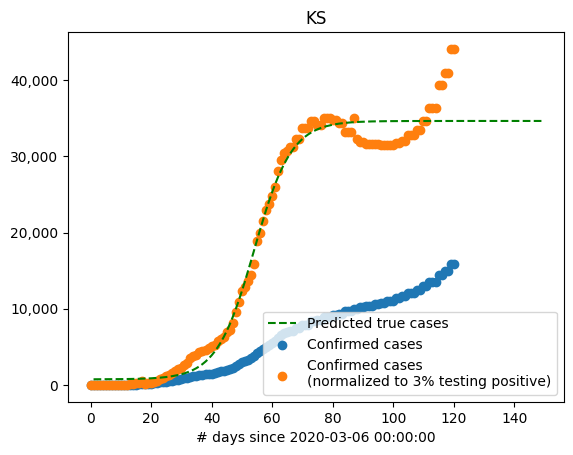 KS
40,000
30,000
20,000
10,000
0
Predicted true cases
Confirmed cases
Confirmed cases
(normalized to 3% testing positive)
0 20 40 60 80 100 120 140
# days since 2020-03-06 00:00:00